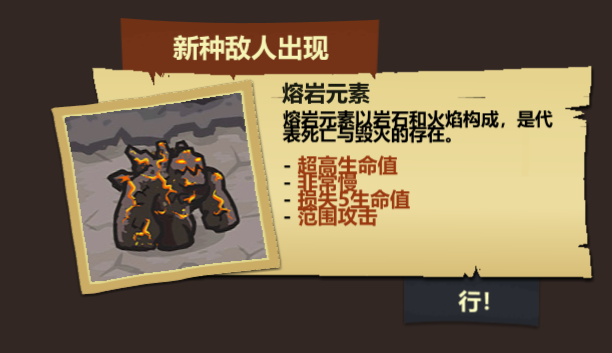 新种敌人出现
熔岩元素
熔岩元素以岩石和火焰构成，是代
表死亡与毁灭的存在。
- 超高生命值
- 非常慢
- 损失5生命值
- 范围攻击
行!